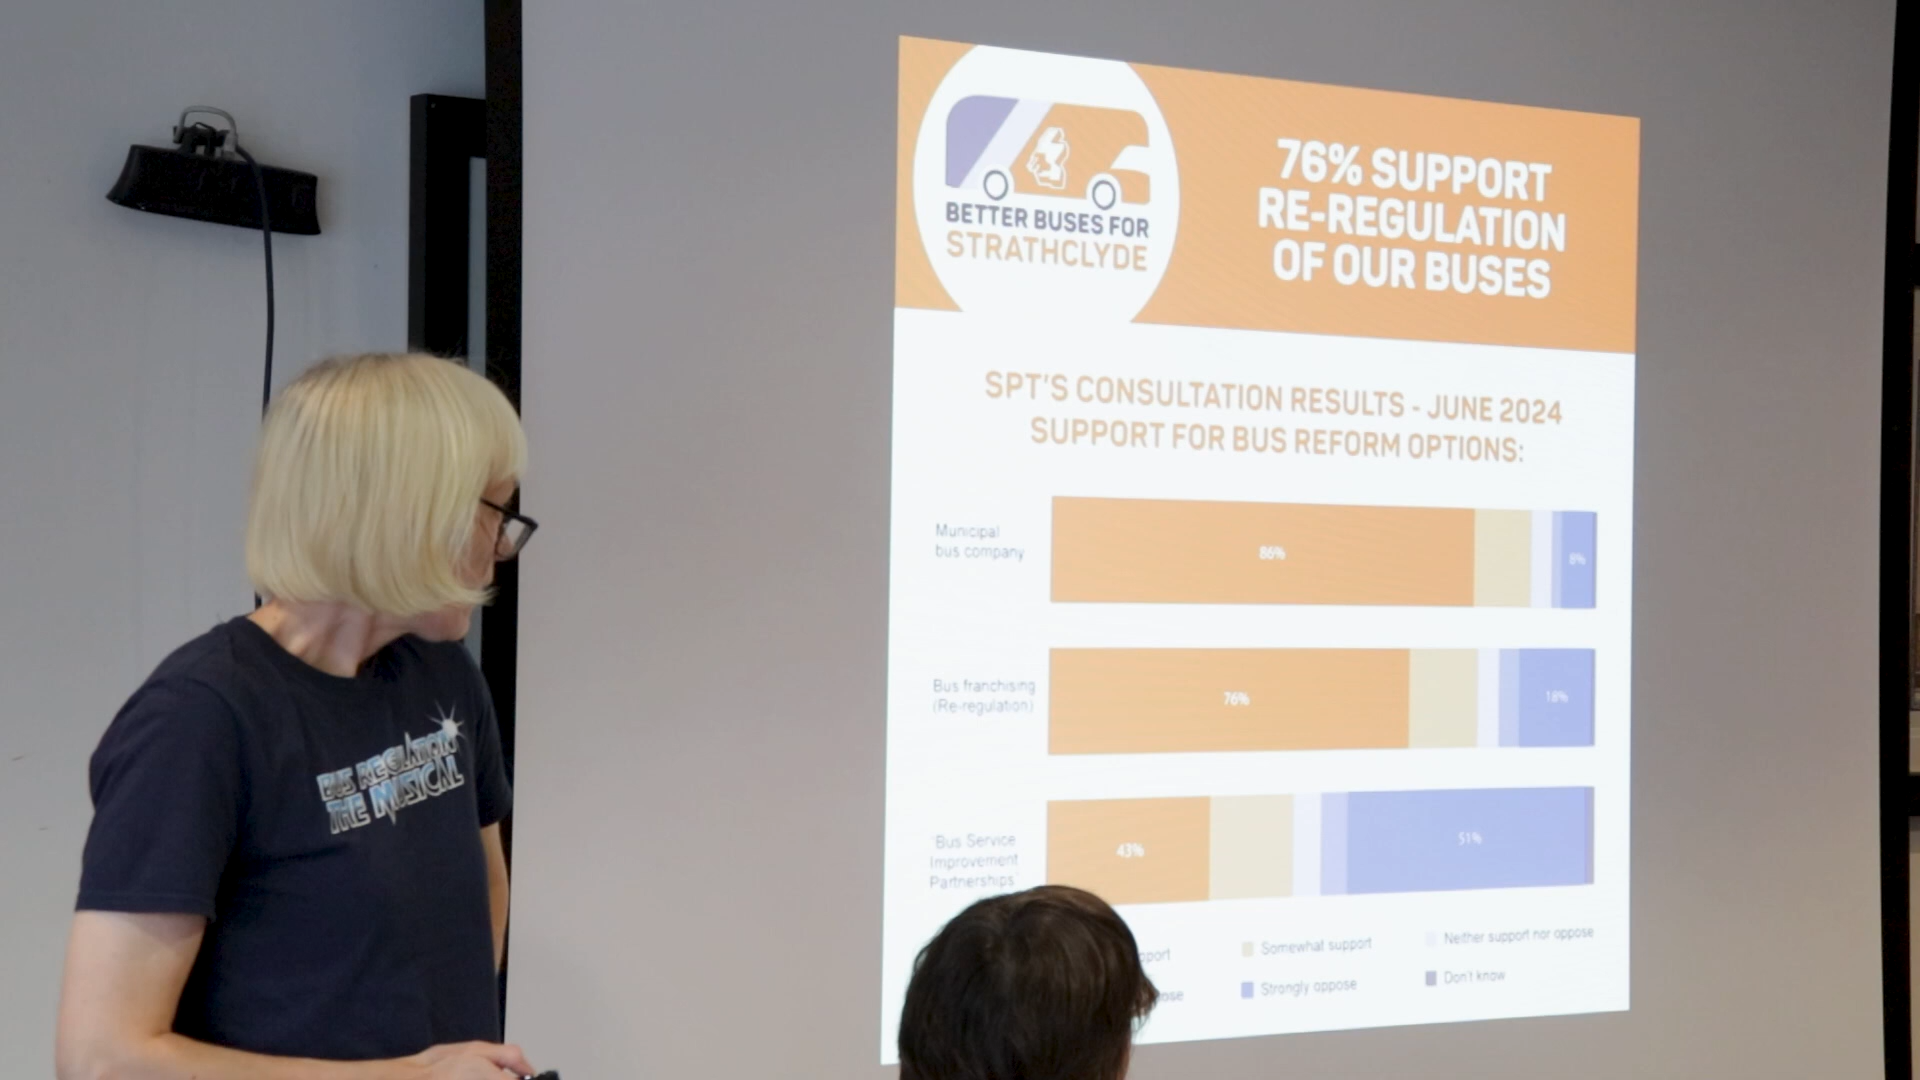 BETTER BUSES FOR
STRATHCLYDE
76% SUPPORT
RE-REGULATION
OF OUR BUSES
SPT'S CONSULTATION RESULTS - JUNE 2024
SUPPORT FOR BUS REFORM OPTIONS:
Municipal
bus company
86%
8%
Bus franchising
(Re-regulation)
76%
18%
'Bus Service
Improvement
Partnerships'
43%
51%
Somewhat support
Neither support nor oppose
Strongly oppose
Don't know
BUS REGULATION
THE MUSICAL